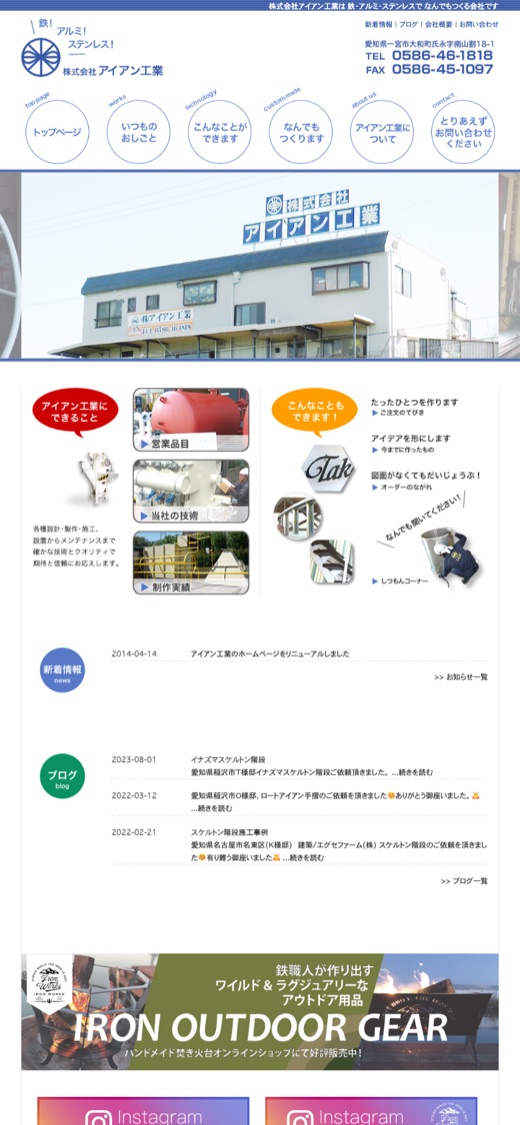 株式会社アイアン工業は 鉄・アルミ・ステンレスで なんでもつくる会社です
鉄!
アルミ!
ステンレス!
株式会社 アイアン工業
新着情報 | ブログ | 会社概要 | お問い合わせ
愛知県一宮市大和町氏永字南山割18-1
TEL 0586-46-1818
FAX 0586-45-1097
top page
トップページ
works
いつもの
おしごと
technology
こんなことが
できます
custom made
なんでも
つくります
about us
アイアン工業に
ついて
contact
とりあえず
お問い合わせ
ください
株式会社
アイアン工業
㈱アイアン工業
アイアン工業に
できること
営業品目
当社の技術
制作実績
各種設計・製作・施工、
設置からメンテナンスまで
確かな技術とクオリティで
期待と信頼にお応えします。
こんなことも
できます!
Tak
たったひとつを作ります
▶ ご注文のてびき
アイデアを形にします
▶ 今までに作ったもの
図面がなくてもだいじょうぶ!
▶ オーダーのながれ
なんでも聞いてください!
▶ しつもんコーナー
新着情報
news
2014-04-14 アイアン工業のホームページをリニューアルしました
>> お知らせ一覧
ブログ
blog
2023-08-01 イナズマスケルトン階段
愛知県稲沢市T様邸イナズマスケルトン階段ご依頼頂きました。 ...続きを読む
2022-03-12 愛知県稲沢市O様邸、ロートアイアン手摺のご依頼を頂きました😊ありがとう御座いました。🙇
...続きを読む
2022-02-21 スケルトン階段施工事例
愛知県名古屋市名東区(K様邸) 建築/エグセファーム(株) スケルトン階段のご依頼を頂きまし
た😊有り難う御座いました🙇 ...続きを読む
>> ブログ一覧
Iron Works
IRON WORKS
鉄職人が作り出す
ワイルド & ラグジュアリーな
アウトドア用品
IRON OUTDOOR GEAR
ハンドメイド焚き火台オンラインショップにて好評販売中!
Instagram
Instagram